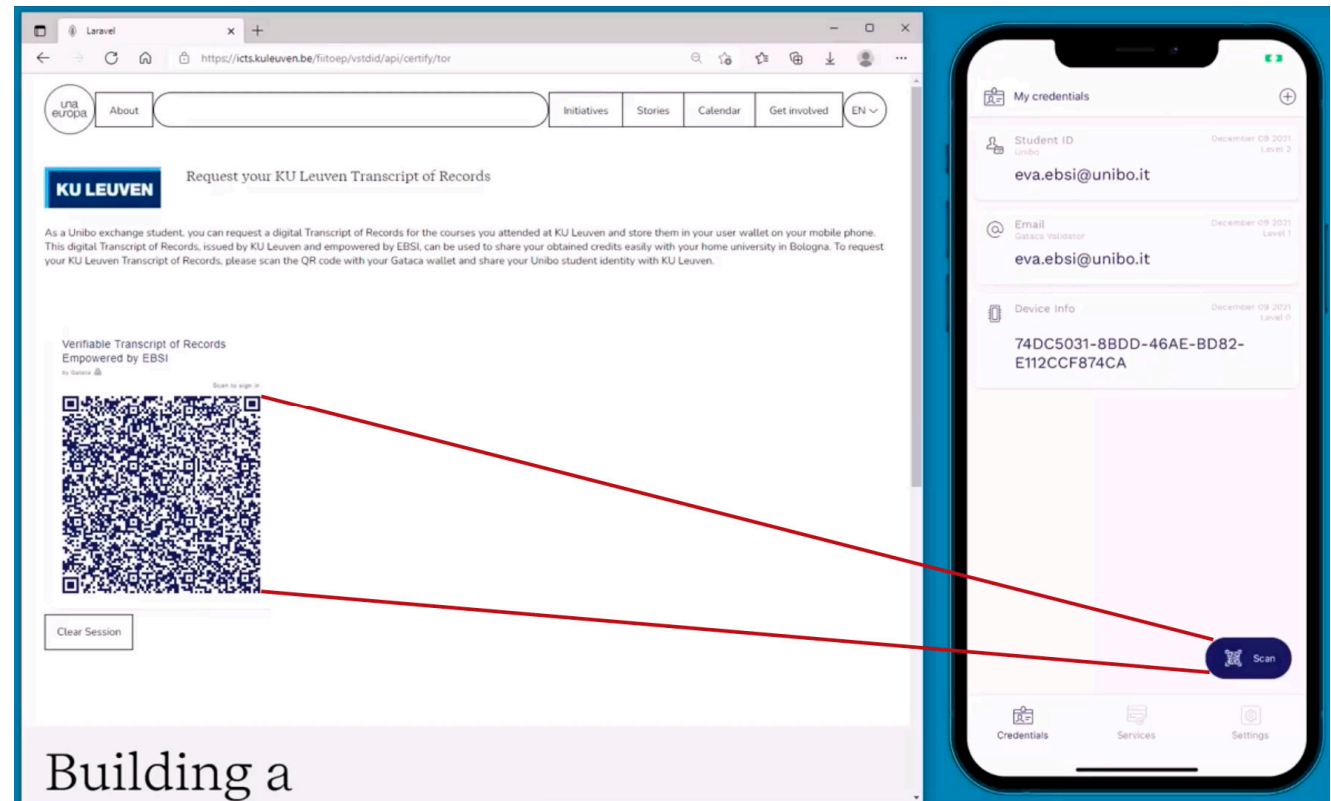 Laravel
https://icts.kuleuven.be/fiitoep/vstdid/api/certify/tor
una
europa
About
Initiatives
Stories
Calendar
Get involved
EN
KU LEUVEN
Request your KU Leuven Transcript of Records
As a Unibo exchange student, you can request a digital Transcript of Records for the courses you attended at KU Leuven and store them in your user wallet on your mobile phone.
This digital Transcript of Records, issued by KU Leuven and empowered by EBSI, can be used to share your obtained credits easily with your home university in Bologna. To request
your KU Leuven Transcript of Records, please scan the QR code with your Gataca wallet and share your Unibo student identity with KU Leuven.
Verifiable Transcript of Records
Empowered by EBSI
by Gataca
Scan to sign in
Clear Session
Building a
My credentials
Student ID
December 09 2021
Unibo
Level 2
eva.ebsi@unibo.it
Email
December 09 2021
Gataca Validator
Level 1
eva.ebsi@unibo.it
Device Info
December 09 2021
Level 0
74DC5031-8BDD-46AE-BD82-
E112CCF874CA
Scan
Credentials
Services
Settings